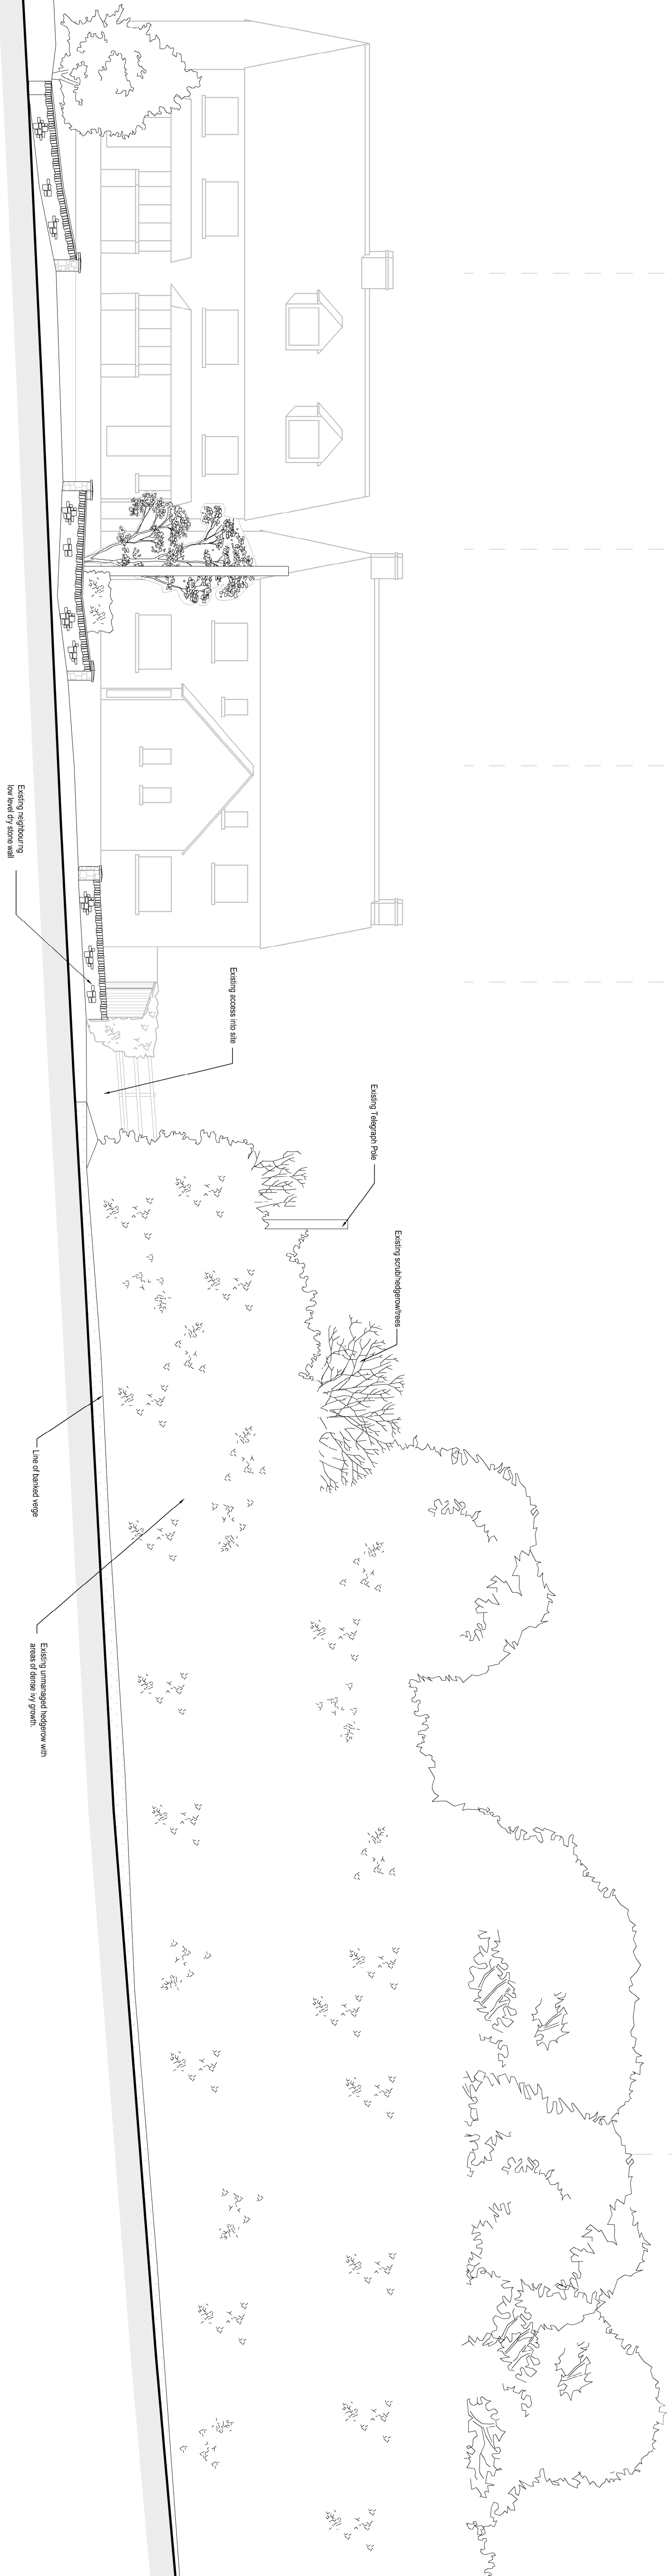 Existing neighbouring
low level dry stone wall
Existing access into site
Existing Telegraph Pole
Existing scrub/hedgerow/trees
Line of banked verge
Existing unmanaged hedgerow with
areas of dense ivy growth.